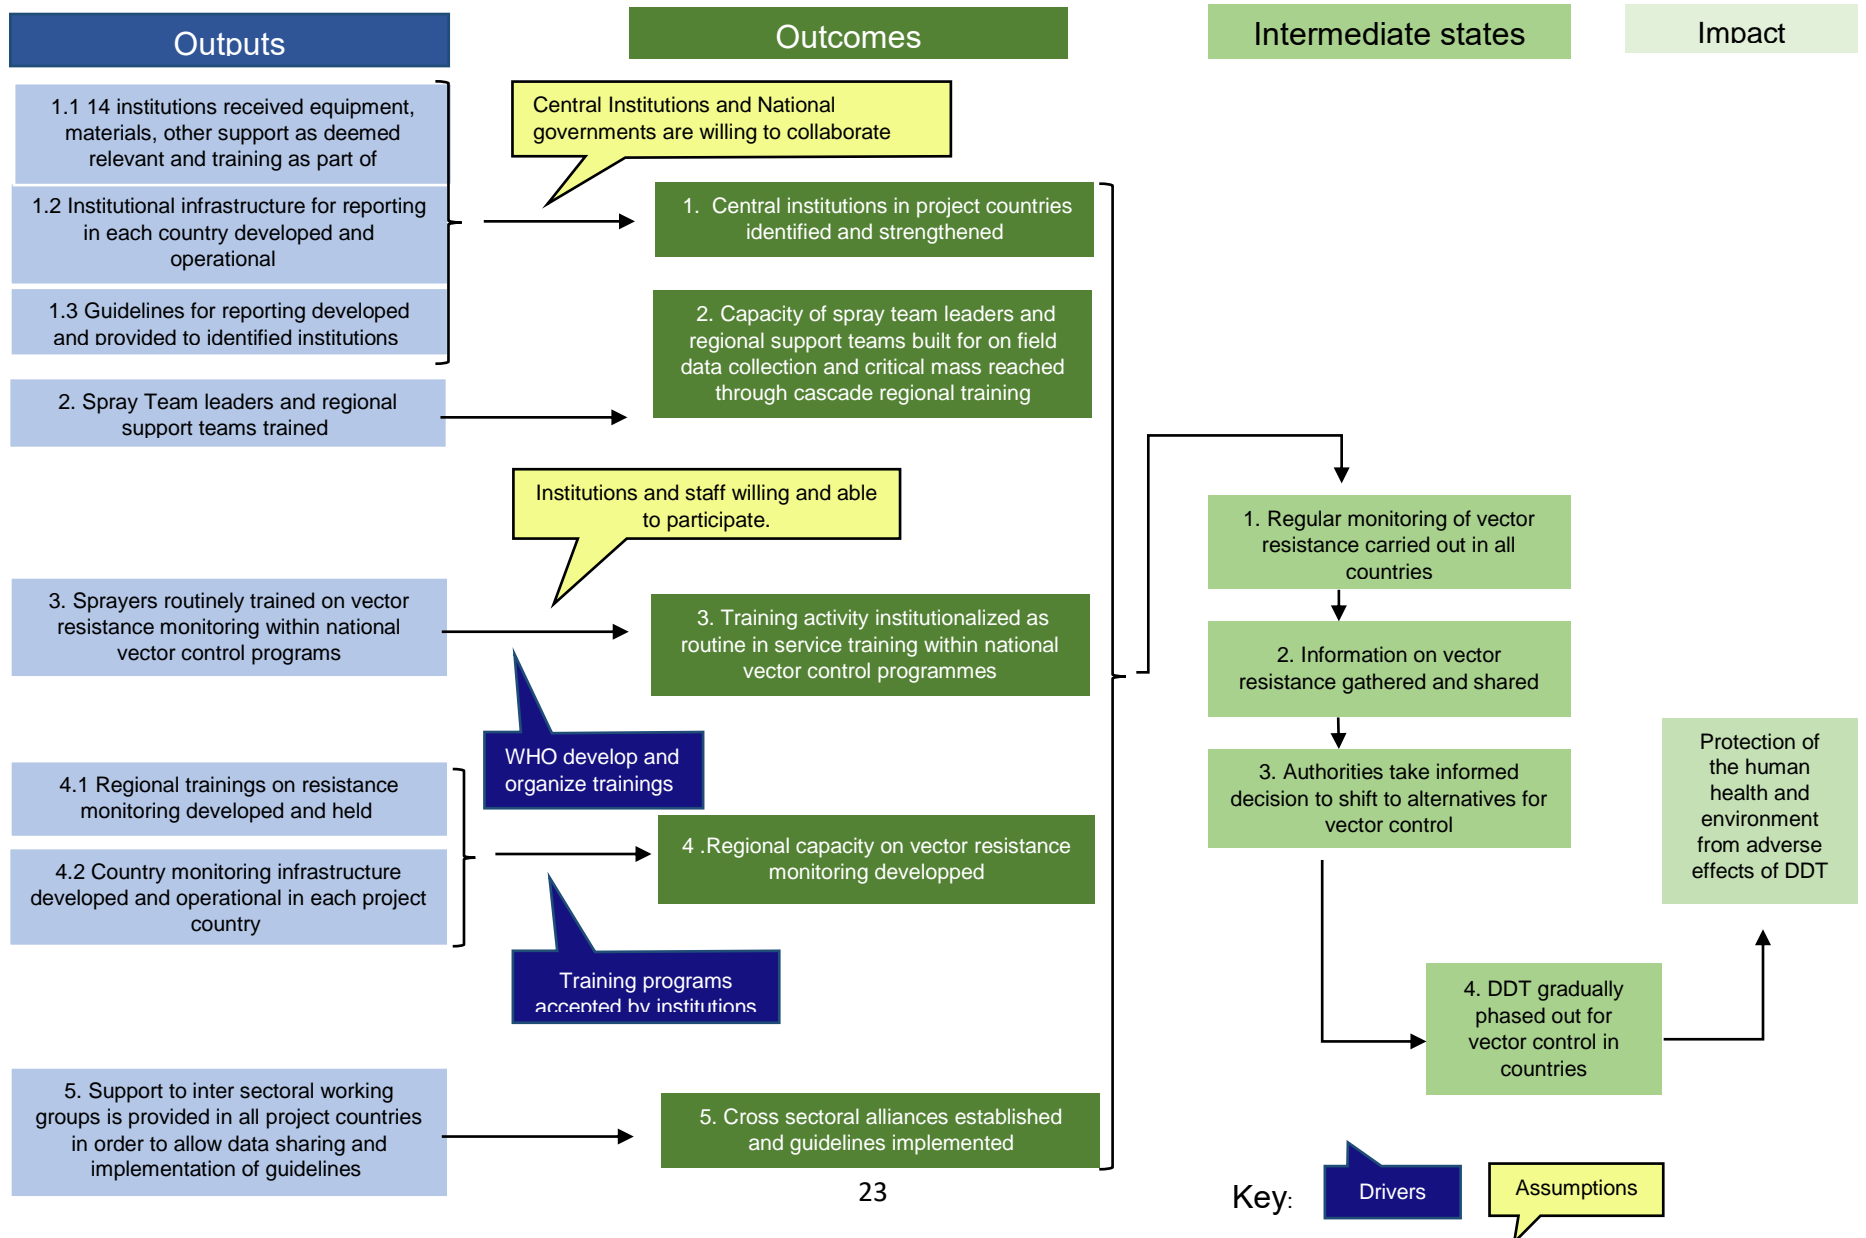 Outputs
Outcomes
Intermediate states
Impact
1.1 14 institutions received equipment,
materials, other support as deemed
relevant and training as part of
1.2 Institutional infrastructure for reporting
in each country developed and
operational
1.3 Guidelines for reporting developed
and provided to identified institutions
2. Spray Team leaders and regional
support teams trained
3. Sprayers routinely trained on vector
resistance monitoring within national
vector control programs
4.1 Regional trainings on resistance
monitoring developed and held
4.2 Country monitoring infrastructure
developed and operational in each project
country
5. Support to inter sectoral working
groups is provided in all project countries
in order to allow data sharing and
implementation of guidelines
Central Institutions and National
governments are willing to collaborate
Institutions and staff willing and able
to participate.
WHO develop and
organize trainings
Training programs
accepted by institutions
1. Central institutions in project countries
identified and strengthened
2. Capacity of spray team leaders and
regional support teams built for on field
data collection and critical mass reached
through cascade regional training
3. Training activity institutionalized as
routine in service training within national
vector control programmes
4 .Regional capacity on vector resistance
monitoring developped
5. Cross sectoral alliances established
and guidelines implemented
1. Regular monitoring of vector
resistance carried out in all
countries
2. Information on vector
resistance gathered and shared
3. Authorities take informed
decision to shift to alternatives for
vector control
4. DDT gradually
phased out for
vector control in
countries
Protection of
the human
health and
environment
from adverse
effects of DDT
23
Key:
Drivers
Assumptions